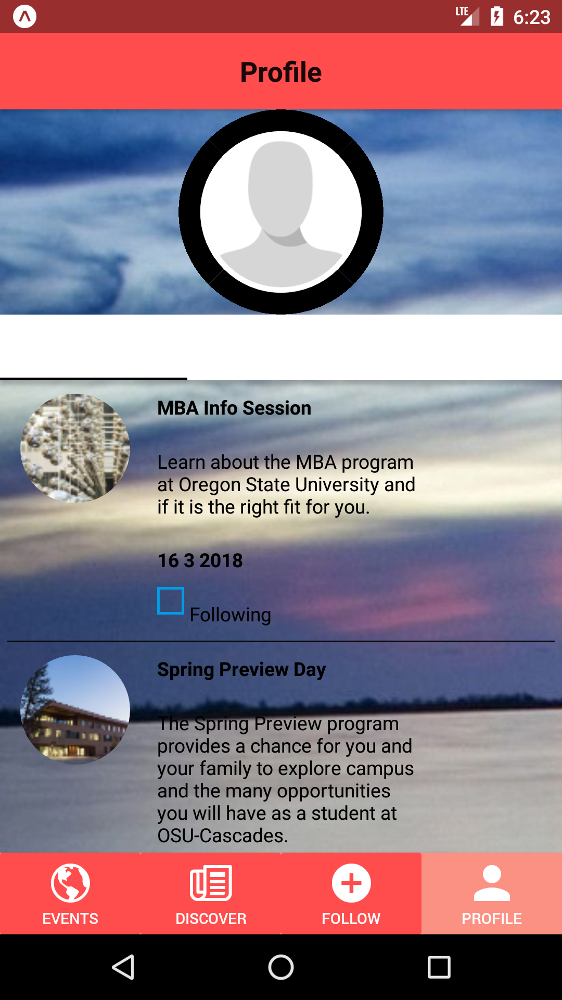 LTE 6:23
Profile
MBA Info Session
Learn about the MBA program
at Oregon State University and
if it is the right fit for you.
16 3 2018
Following
Spring Preview Day
The Spring Preview program
provides a chance for you and
your family to explore campus
and the many opportunities
you will have as a student at
OSU-Cascades.
EVENTS DISCOVER FOLLOW PROFILE